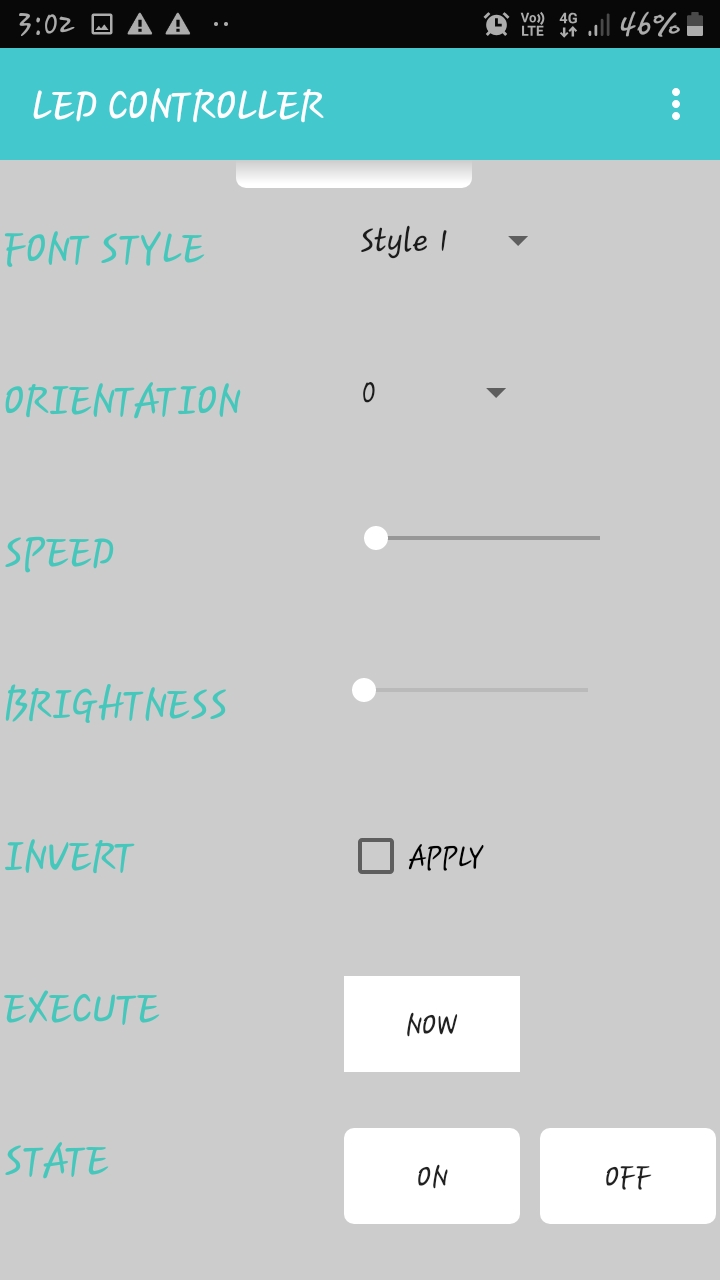 3:02 Vo)) LTE 4G 46%
LED CONTROLLER
FONT STYLE Style 1
ORIENTATION 0
SPEED
BRIGHTNESS
INVERT APPLY
EXECUTE NOW
STATE ON OFF